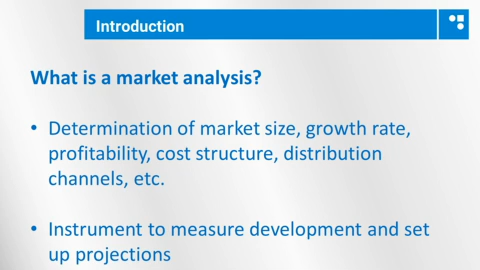 Introduction
What is a market analysis?
• Determination of market size, growth rate,
profitability, cost structure, distribution
channels, etc.
• Instrument to measure development and set
up projections